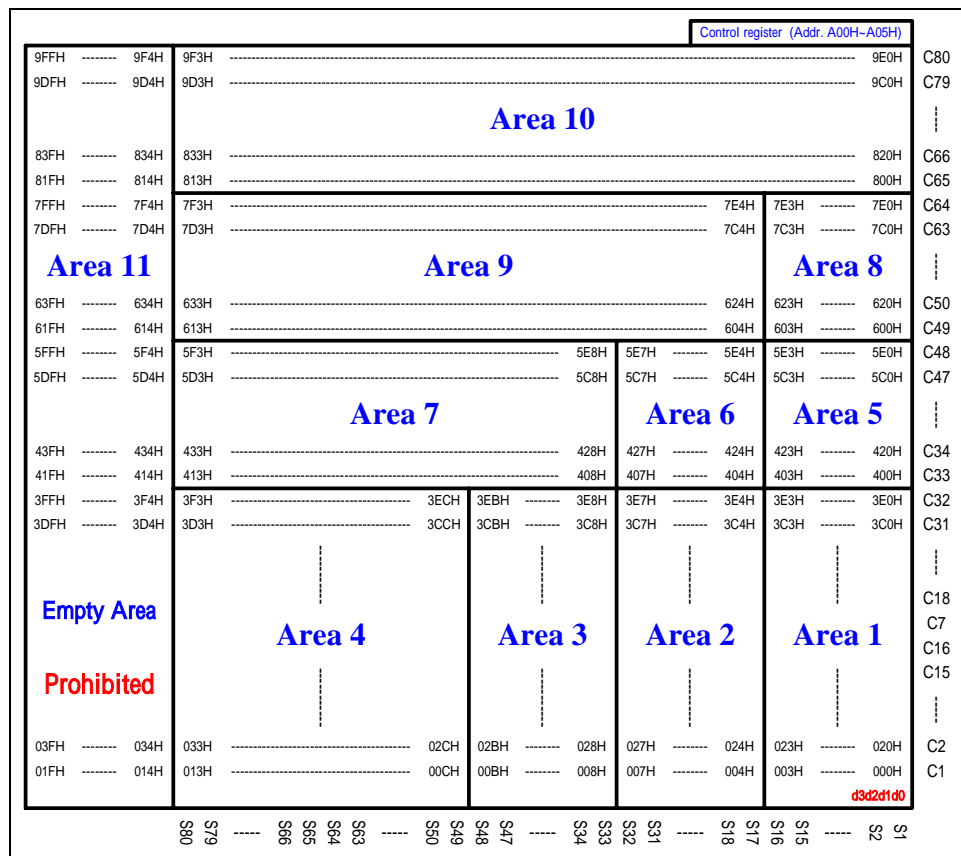 Control register (Addr. A00H~A05H)
9FFH -------- 9F4H 9F3H -------- 9E0H C80
9DFH -------- 9D4H 9D3H -------- 9C0H C79
Area 10
83FH -------- 834H 833H -------- 820H C66
81FH -------- 814H 813H -------- 800H C65
7FFH -------- 7F4H 7F3H -------- 7E4H 7E3H -------- 7E0H C64
7DFH -------- 7D4H 7D3H -------- 7C4H 7C3H -------- 7C0H C63
Area 11 Area 9 Area 8
63FH -------- 634H 633H -------- 624H 623H -------- 620H C50
61FH -------- 614H 613H -------- 604H 603H -------- 600H C49
5FFH -------- 5F4H 5F3H -------- 5E8H 5E7H -------- 5E4H 5E3H -------- 5E0H C48
5DFH -------- 5D4H 5D3H -------- 5C8H 5C7H -------- 5C4H 5C3H -------- 5C0H C47
Area 7 Area 6 Area 5
43FH -------- 434H 433H -------- 428H 427H -------- 424H 423H -------- 420H C34
41FH -------- 414H 413H -------- 408H 407H -------- 404H 403H -------- 400H C33
3FFH -------- 3F4H 3F3H -------- 3ECH 3EBH -------- 3E8H 3E7H -------- 3E4H 3E3H -------- 3E0H C32
3DFH -------- 3D4H 3D3H -------- 3CCH 3CBH -------- 3C8H 3C7H -------- 3C4H 3C3H -------- 3C0H C31
C18
Empty Area
C7
Area 4 Area 3 Area 2 Area 1
C16
C15
Prohibited
03FH -------- 034H 033H -------- 02CH 02BH -------- 028H 027H -------- 024H 023H -------- 020H C2
01FH -------- 014H 013H -------- 00CH 00BH -------- 008H 007H -------- 004H 003H -------- 000H C1
d3d2d1d0
S80 S79 ----- S66 S65 S64 S63 ----- S50 S49 S48 S47 ----- S34 S33 S32 S31 ----- S18 S17 S16 S15 ----- S2 S1